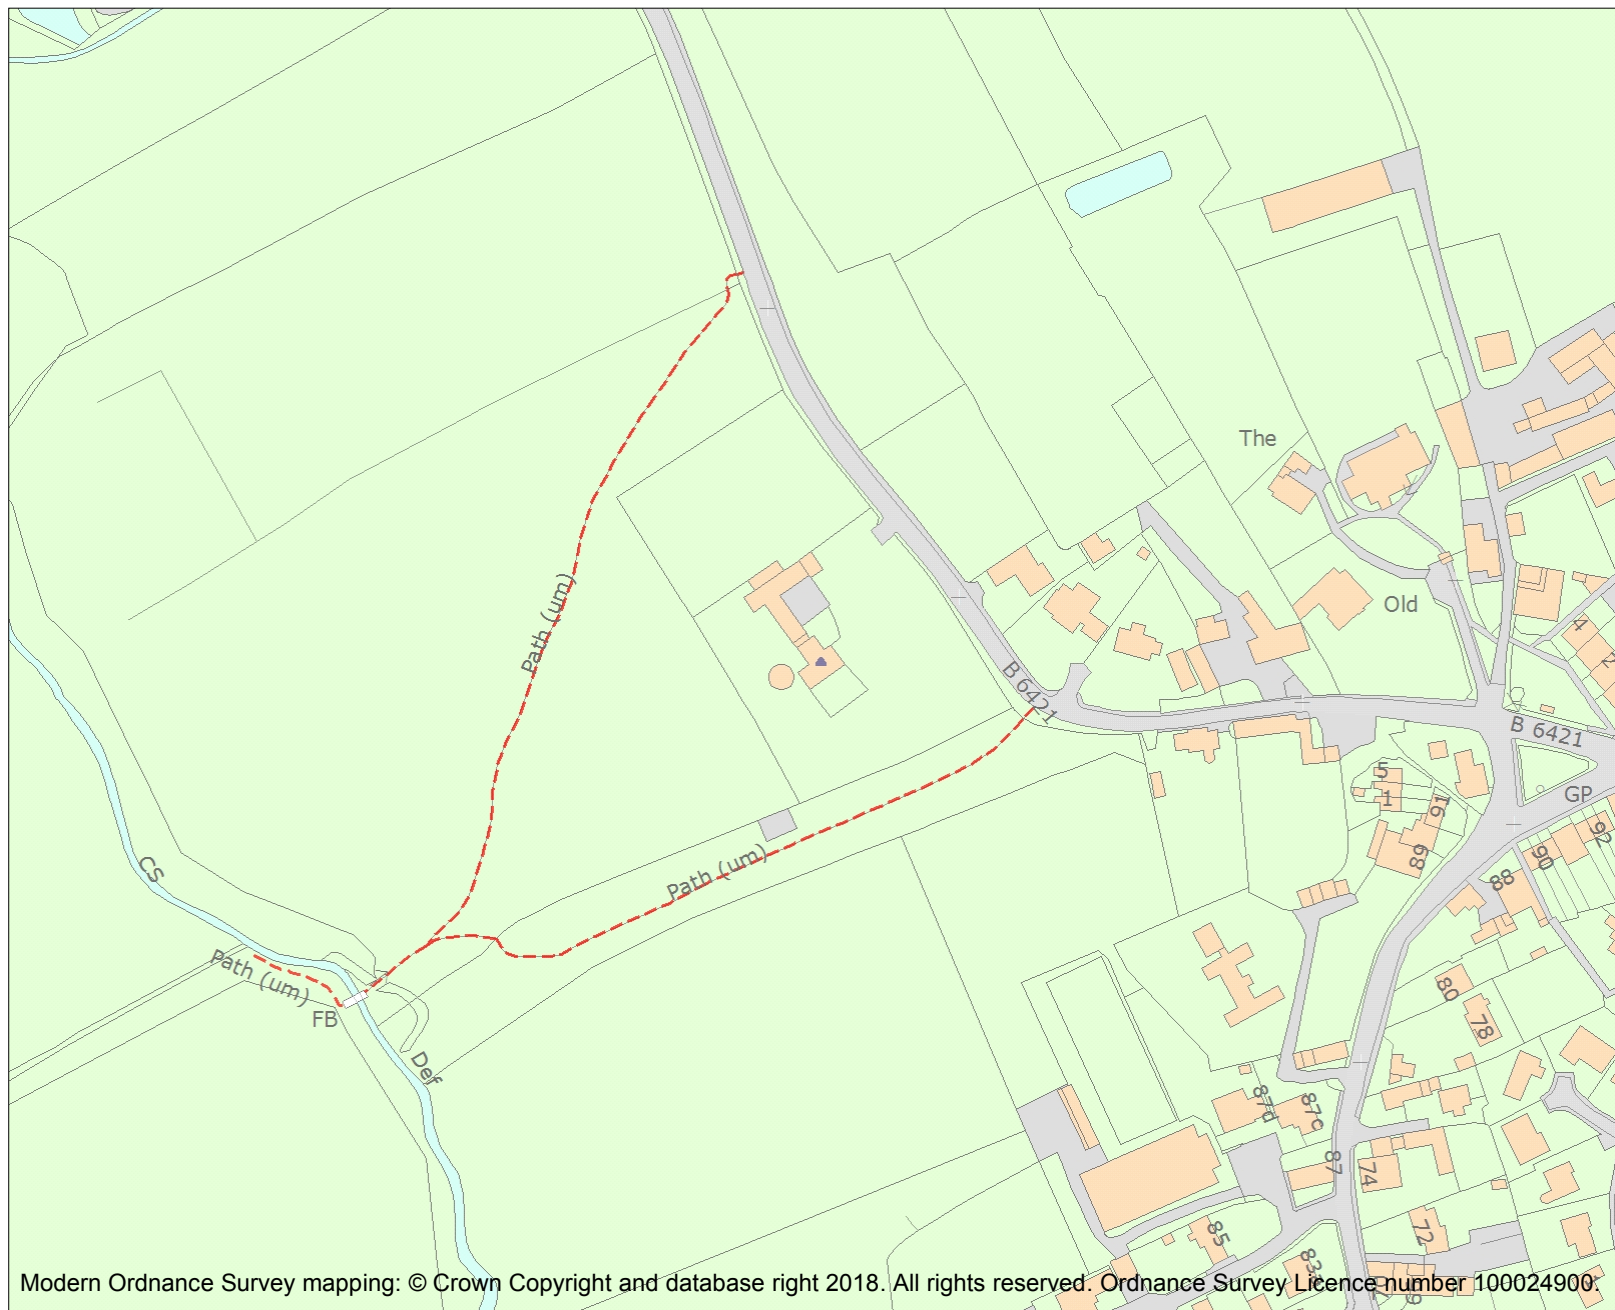 The
Path (um)
Old
B 6421
4
2
B 6421
5
1
91
GP
92
CS
Path (um)
89
90
88
Path (um)
FB
80
78
Def
87d
87c
87
74
85
72
Modern Ordnance Survey mapping: © Crown Copyright and database right 2018. All rights reserved. Ordnance Survey Licence number 100024900.